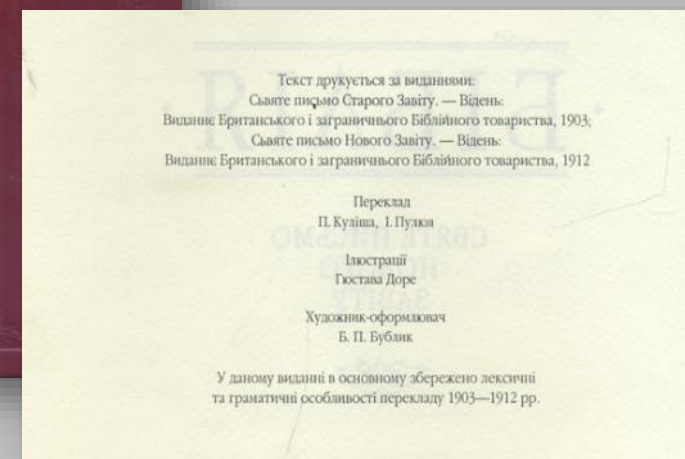 Текст друкується за виданнями:
Сьвяте письмо Старого Завіту. — Відень:
Виданнє Британського і заграничнього Біблійного товариства, 1903;
Сьвяте письмо Нового Завіту. — Відень:
Виданнє Британського і заграничнього Біблійного товариства, 1912
Переклад
П. Куліша, І. Пулюя
Ілюстрації
Гюстава Доре
Художник-оформлювач
Б. П. Бублик
У даному виданні в основному збережено лексичні
та граматичні особливості перекладу 1903—1912 рр.